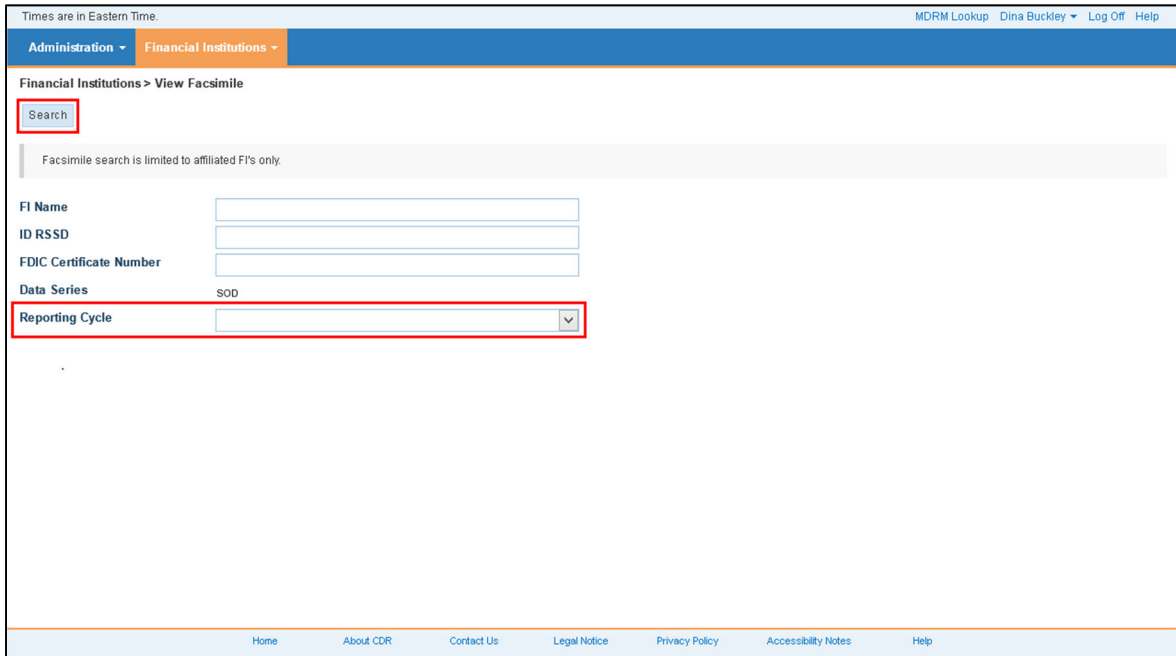 Times are in Eastern Time. MDRM Lookup Dina Buckley Log Off Help
Administration Financial Institutions
Financial Institutions > View Facsimile
Search
Facsimile search is limited to affiliated FI's only.
FI Name
ID RSSD
FDIC Certificate Number
Data Series SOD
Reporting Cycle
.
Home About CDR Contact Us Legal Notice Privacy Policy Accessibility Notes Help